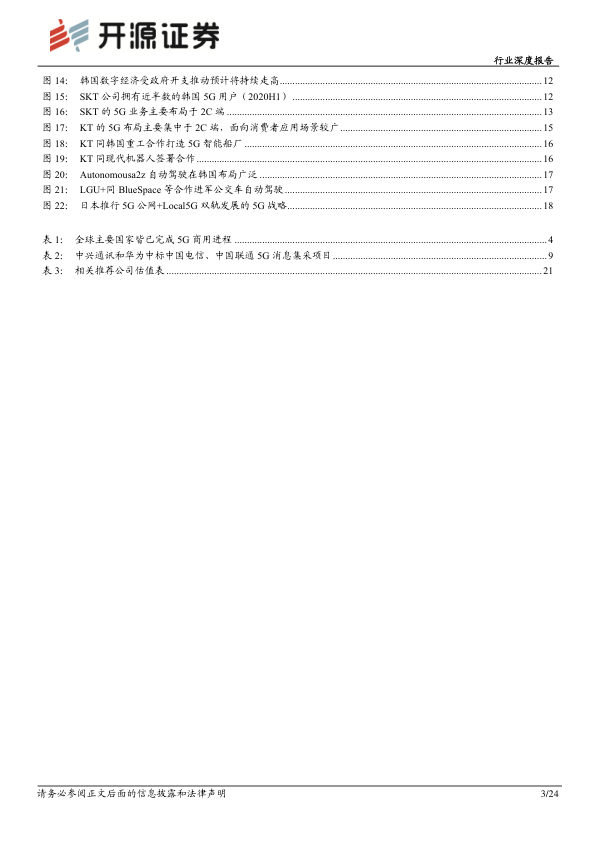 开源证券
行业深度报告
图 14: 韩国数字经济受政府开支推动预计将持续走高 12
图 15: SKT 公司拥有近半数的韩国 5G 用户（2020H1） 12
图 16: SKT 的 5G 业务主要布局于 2C 端 13
图 17: KT 的 5G 布局主要集中于 2C 端，面向消费者应用场景较广 15
图 18: KT 同韩国重工合作打造 5G 智能船厂 16
图 19: KT 同现代机器人签署合作 16
图 20: Autonomousa2z 自动驾驶在韩国布局广泛 17
图 21: LGU+同 BlueSpace 等合作进军公交车自动驾驶 17
图 22: 日本推行 5G 公网+Local5G 双轨发展的 5G 战略 18
表 1: 全球主要国家皆已完成 5G 商用进程 4
表 2: 中兴通讯和华为中标中国电信、中国联通 5G 消息集采项目 9
表 3: 相关推荐公司估值表 21
请务必参阅正文后面的信息披露和法律声明
3/24